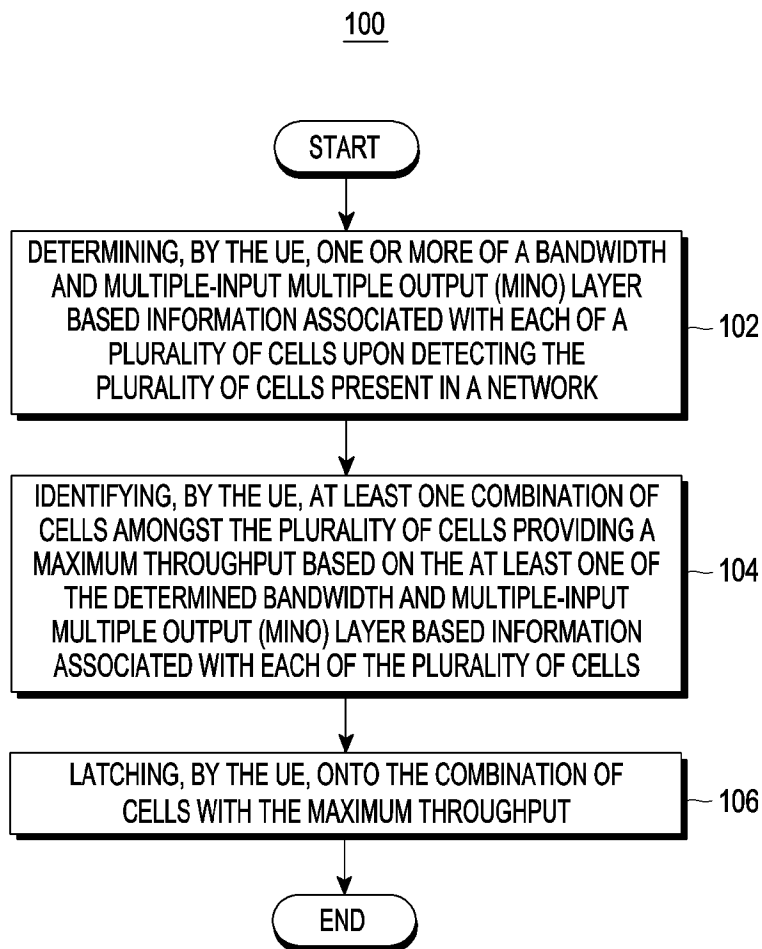 100
START
DETERMINING, BY THE UE, ONE OR MORE OF A BANDWIDTH
AND MULTIPLE-INPUT MULTIPLE OUTPUT (MINO) LAYER
BASED INFORMATION ASSOCIATED WITH EACH OF A
PLURALITY OF CELLS UPON DETECTING THE
PLURALITY OF CELLS PRESENT IN A NETWORK
102
IDENTIFYING, BY THE UE, AT LEAST ONE COMBINATION OF
CELLS AMONGST THE PLURALITY OF CELLS PROVIDING A
MAXIMUM THROUGHPUT BASED ON THE AT LEAST ONE OF
THE DETERMINED BANDWIDTH AND MULTIPLE-INPUT
MULTIPLE OUTPUT (MINO) LAYER BASED INFORMATION
ASSOCIATED WITH EACH OF THE PLURALITY OF CELLS
104
LATCHING, BY THE UE, ONTO THE COMBINATION OF
CELLS WITH THE MAXIMUM THROUGHPUT.
106
END